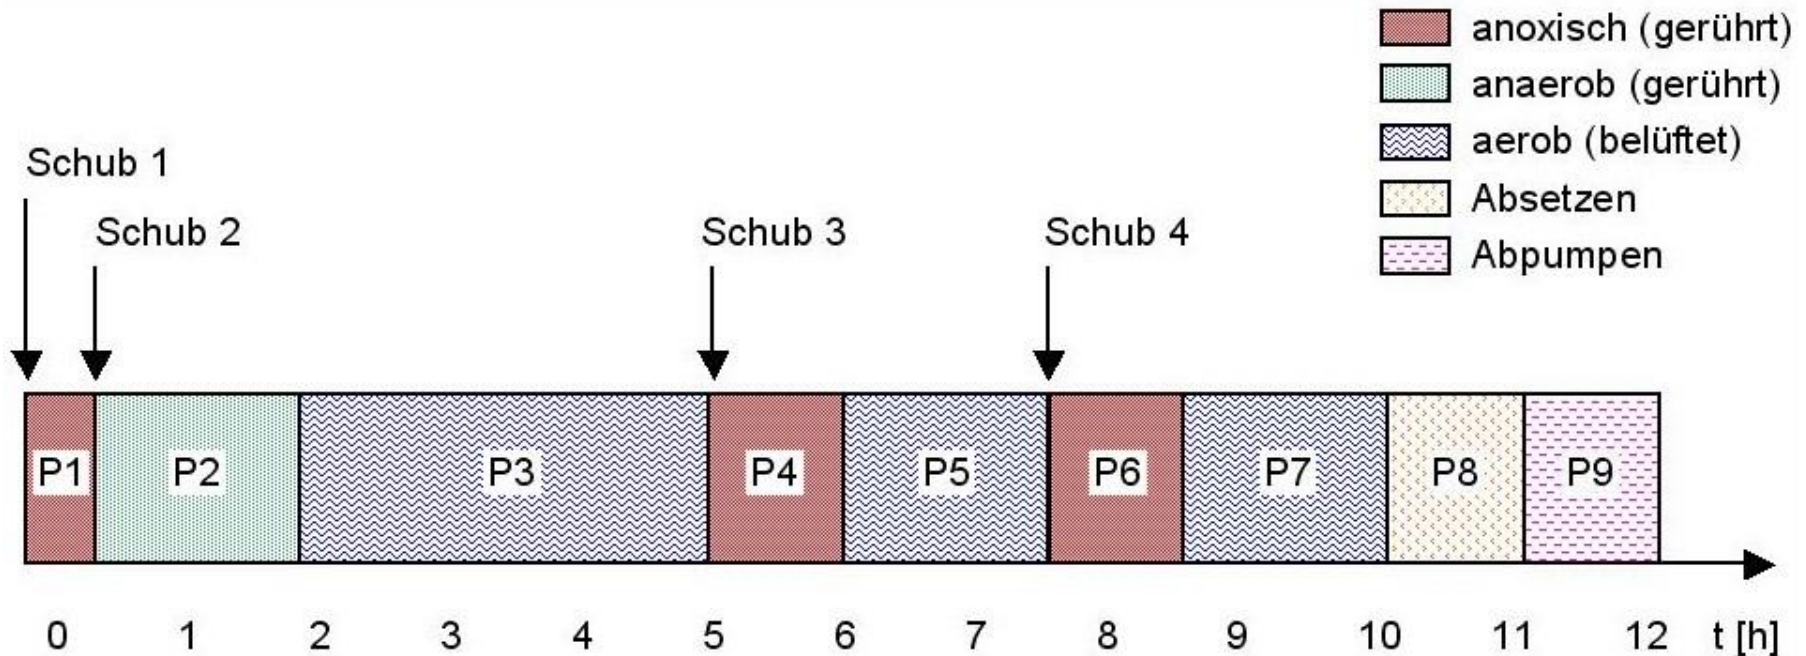 anoxisch (gerührt)
anaerob (gerührt)
aerob (belüftet)
Absetzen
Abpumpen
Schub 1
Schub 2
Schub 3
Schub 4
P1 P2 P3 P4 P5 P6 P7 P8 P9
0 1 2 3 4 5 6 7 8 9 10 11 12 t [h]